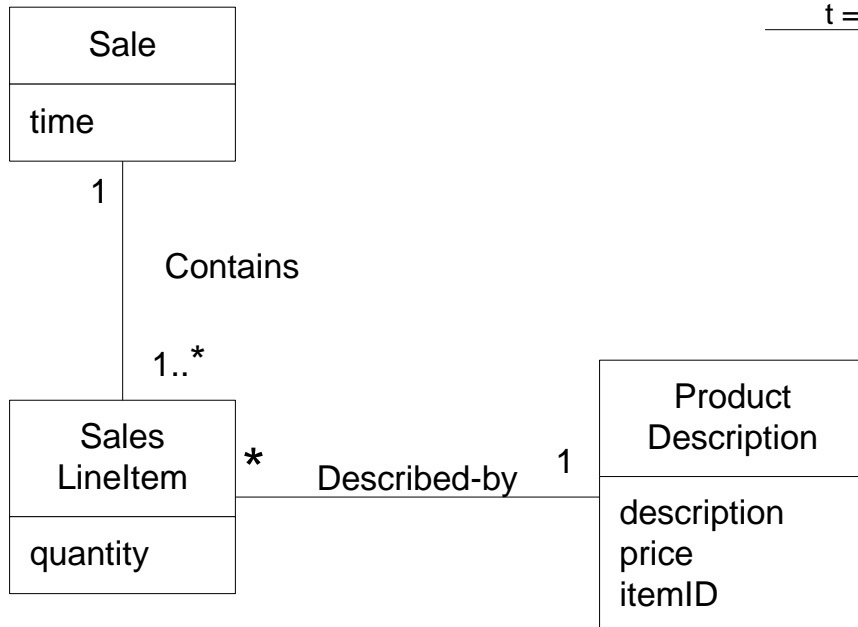 Sale
t =
time
1
Contains
1..*
Sales
LineItem
*
Described-by
1
Product
Description
quantity
description
price
itemID